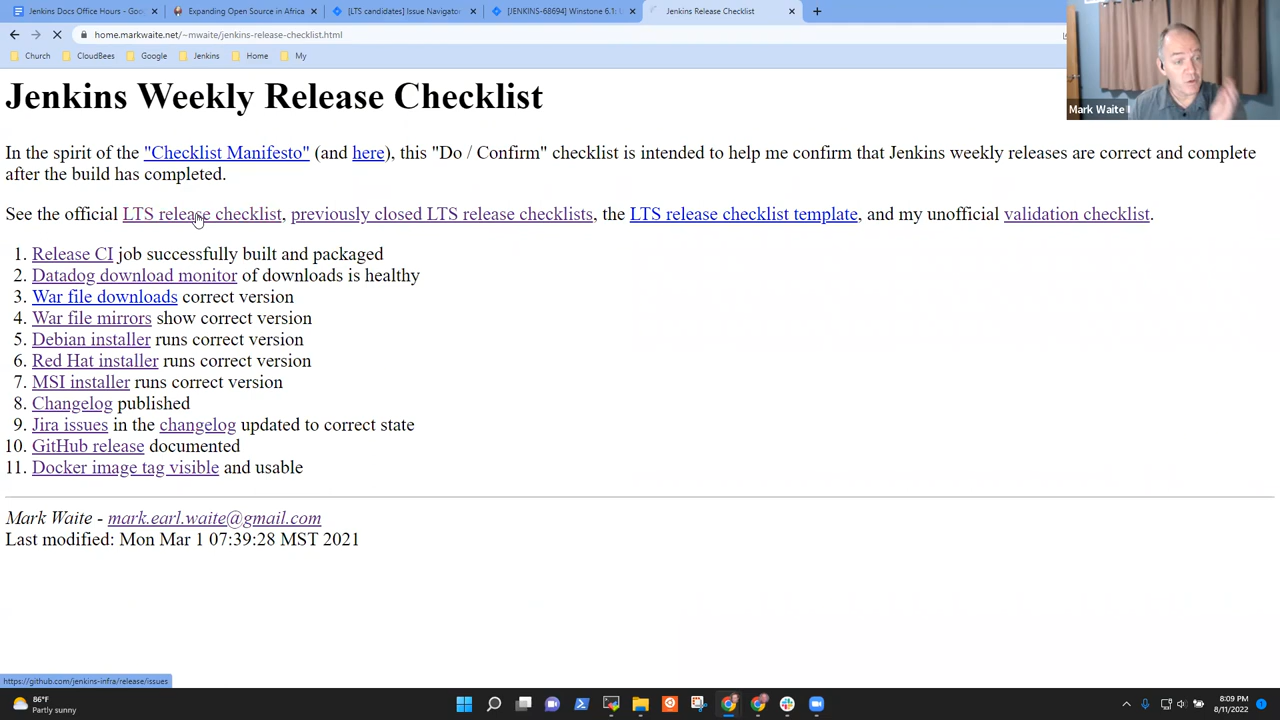 Jenkins Docs Office Hours - Goo
Expanding Open Source in Africa
[LTS candidates] Issue Navigator
[JENKINS-68694] Winstone 6.1: U
Jenkins Release Checklist
home.markwaite.net/~mwaite/jenkins-release-checklist.html
Church
CloudBees
Google
Jenkins
Home
My
Mark Waite
Jenkins Weekly Release Checklist
In the spirit of the "Checklist Manifesto" (and here), this "Do / Confirm" checklist is intended to help me confirm that Jenkins weekly releases are correct and complete
after the build has completed.
See the official LTS release checklist, previously closed LTS release checklists, the LTS release checklist template, and my unofficial validation checklist.
1. Release CI job successfully built and packaged
2. Datadog download monitor of downloads is healthy
3. War file downloads correct version
4. War file mirrors show correct version
5. Debian installer runs correct version
6. Red Hat installer runs correct version
7. MSI installer runs correct version
8. Changelog published
9. Jira issues in the changelog updated to correct state
10. GitHub release documented
11. Docker image tag visible and usable
Mark Waite - mark.earl.waite@gmail.com
Last modified: Mon Mar 1 07:39:28 MST 2021
https://github.com/jenkins-infra/release/issues
86°F
Partly sunny
8:09 PM
8/11/2022